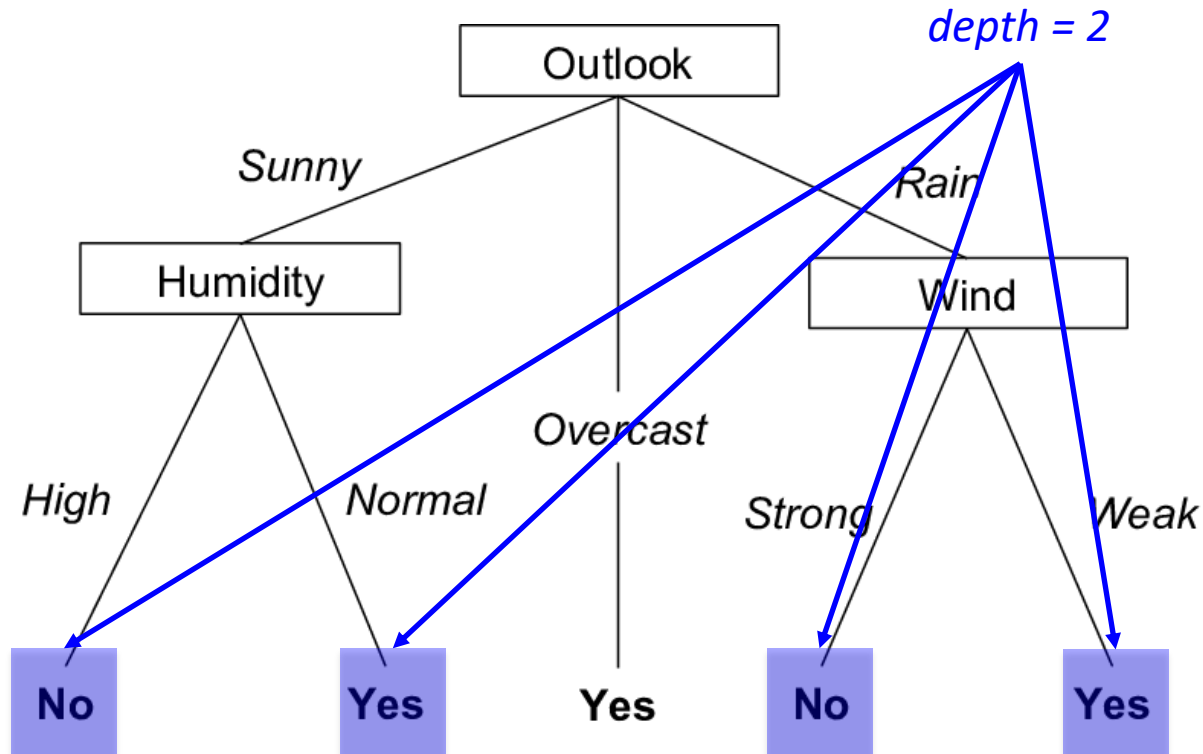 depth = 2
Outlook
Sunny
Rain
Humidity
Wind
Overcast
High
Normal
Strong
Weak
No
Yes
Yes
No
Yes